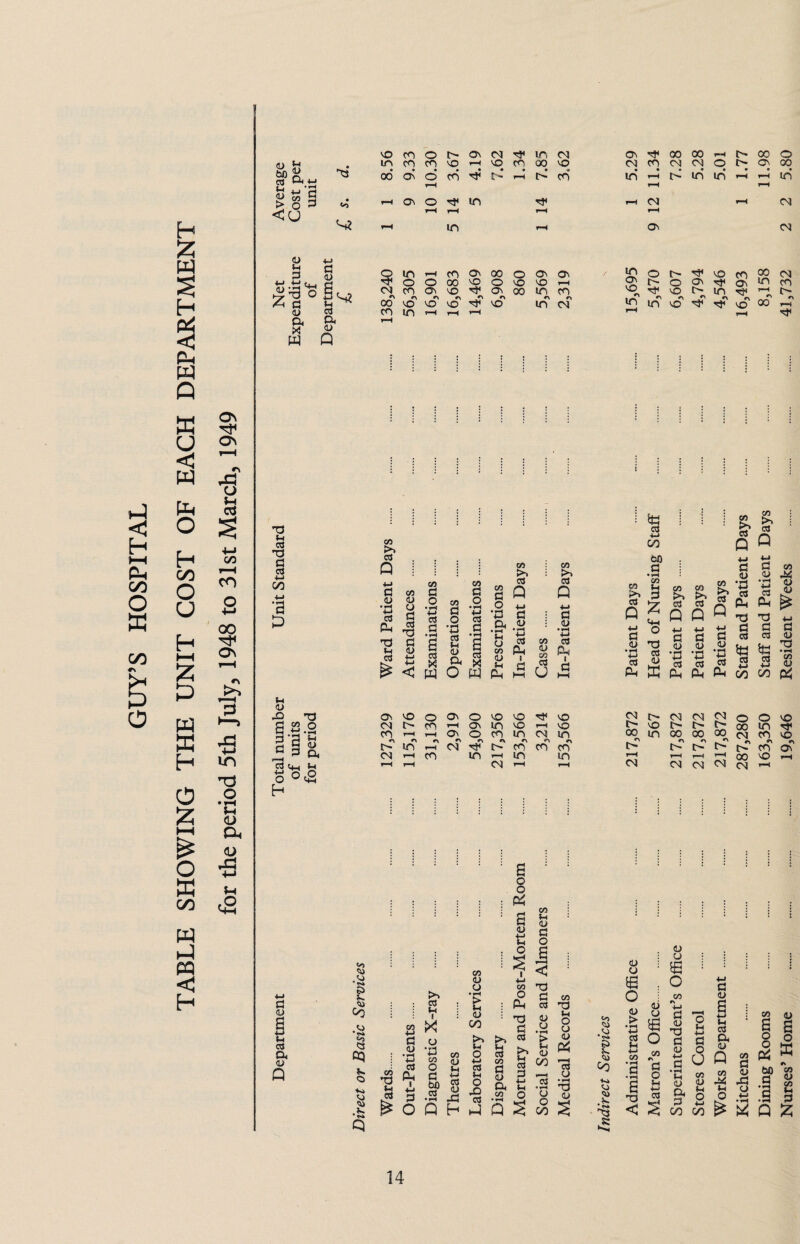 GUY'S HOSPITAL
TABLE SHOWING THE UNIT COST OF EACH DEPARTMENT
for the period 5th July, 1948 to 31st March, 1949
Department Total number of units for period Unit Standard Net Expenditure of Department £ Average Cost per unit £ s. d.
Direct or Basic Services
Wards ...... 127,329 Ward Patient Days ...... 138,240 1 1 8.56
Out-Patients ...... 115,176 Attendances ...... 56,305 9 9.33
Diagnostic X-ray ...... 31,130 Examinations ...... 16,901 10 10.30
Theatres ...... 2,919 Operations ...... 16,683 5 14 3.67
Laboratory Services ...... 54,090 Examinations ...... 14,469 5 4.19
Dispensary ...... 217,356 Prescriptions ...... 6,908 7.62
Mortuary and Post-Mortem Room ...... 153,566 In-Patient Days ...... 860 1.34
Social Service and Almoners ...... 3,214 Cases ...... 5,569 1 14 7.85
Medical Records ...... 153,566 In-Patient Days ...... 2,319 3.62
Indirect Services
Administrative Office ...... 217,872 Patient Days ...... 15,695 1 5.29
Matron's Office ...... 567 Head of Nursing Staff ...... 5,470 9 12 11.34
Superintendent's Office ...... 217,872 Patient Days ...... 6,607 7.28
Stores Control ...... 217,872 Patient Days ...... 4,794 5.28
Works Department ...... 217,872 Patient Days ...... 4,546 5.01
Kitchens ...... 287,280 Staff and Patient Days ...... 16,493 1 1.77
Dining Rooms ...... 163,350 Staff and Patient Days ...... 8,158 11.98
Nurses' Home ...... 19,646 Resident Weeks ...... 41,732 2 2 5.80
14